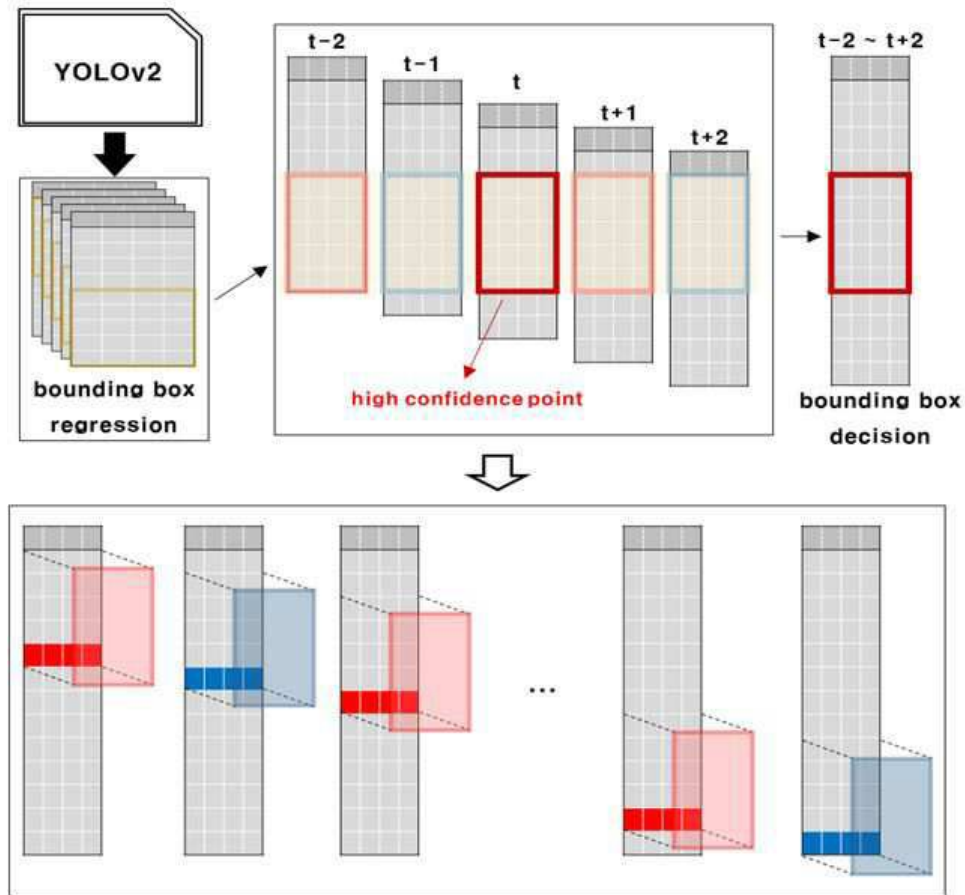 YOLOv2
bounding box
regression
t-2
t-1
t
t+1
t+2
high confidence point
t-2 ~ t+2
bounding box
decision
...